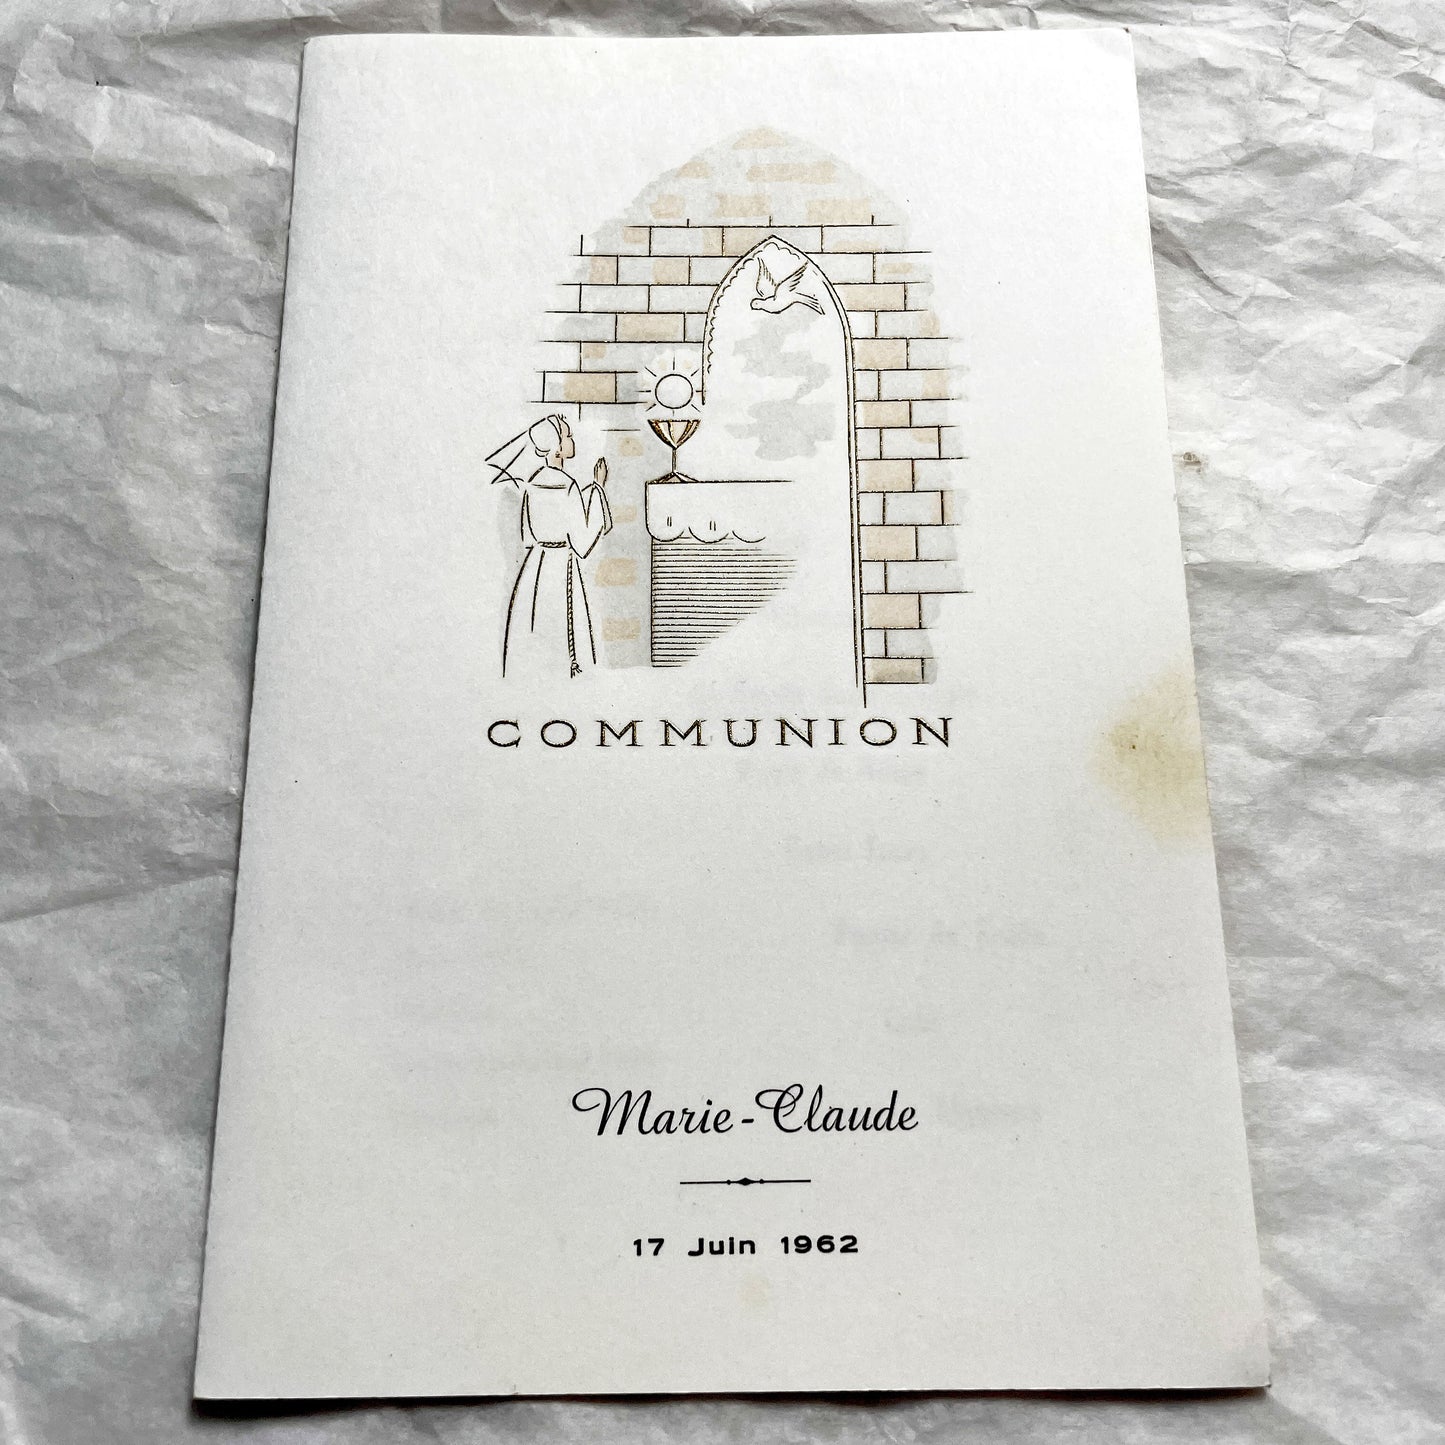 COMMUNION
Marie-Claude
17 Juin 1962